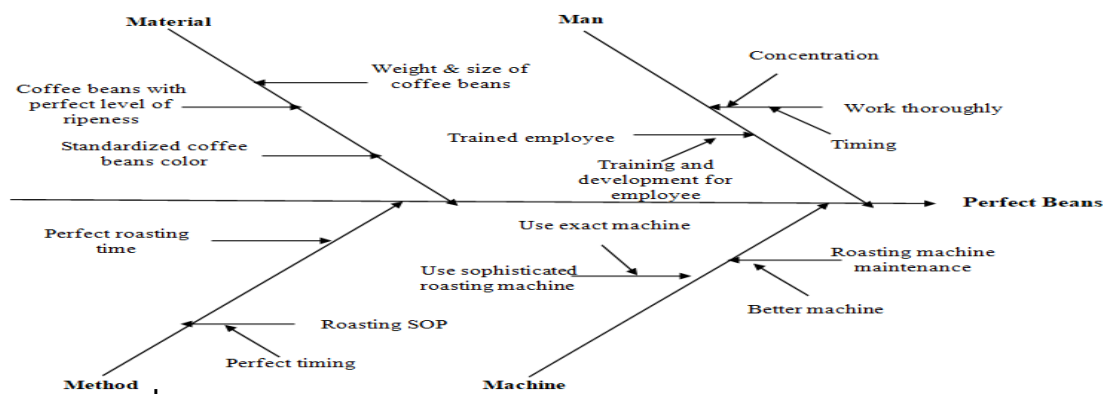 Material
Man
Weight & size of
coffee beans
Concentration
Coffee beans with
perfect level of
ripeness
Work thoroughly
Trained employee
Timing
Standardized coffee
beans color
Training and
development for
employee
Perfect Beans
Perfect roasting
time
Use exact machine
Use sophisticated
roasting machine
Roasting machine
maintenance
Better machine
Roasting SOP
Perfect timing
Method
Machine